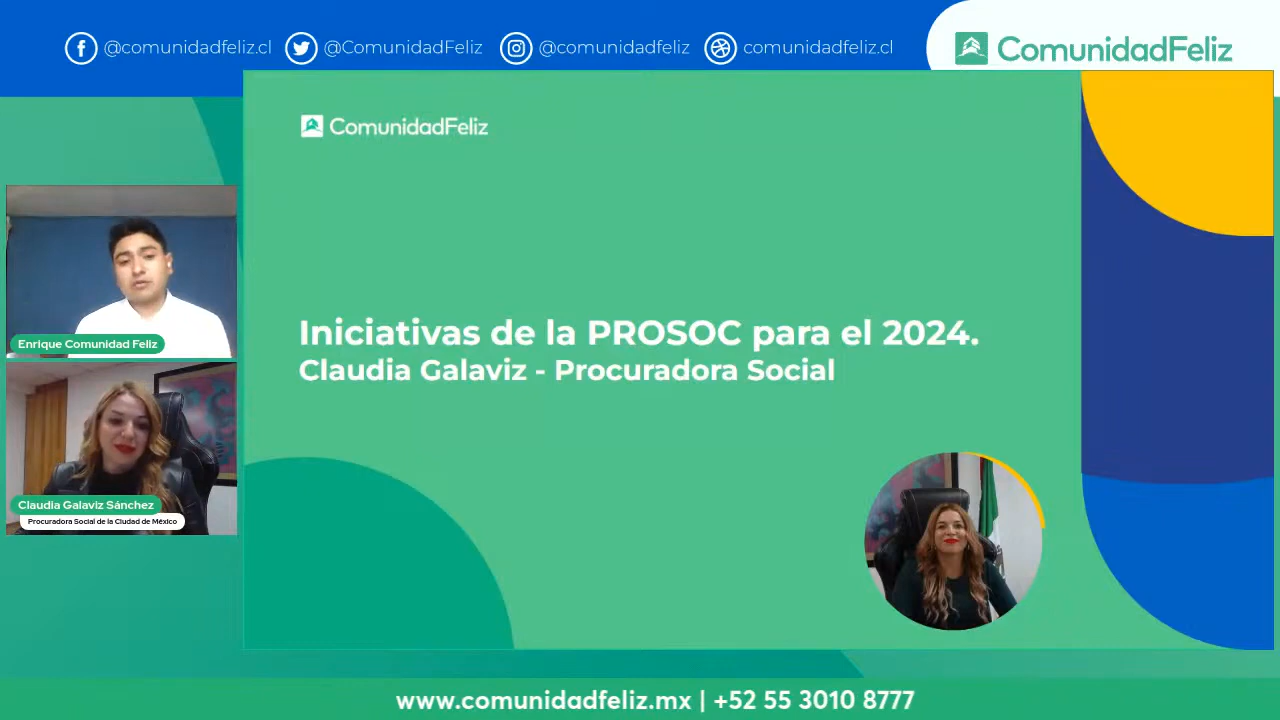 @comunidadfeliz.cl @ComunidadFeliz @comunidadfeliz comunidadfeliz.cl
ComunidadFeliz
ComunidadFeliz
Enrique Comunidad Feliz
Claudia Galaviz Sánchez
Procuradora Social de la Ciudad de México
Iniciativas de la PROSOC para el 2024.
Claudia Galaviz - Procuradora Social
www.comunidadfeliz.mx | +52 55 3010 8777